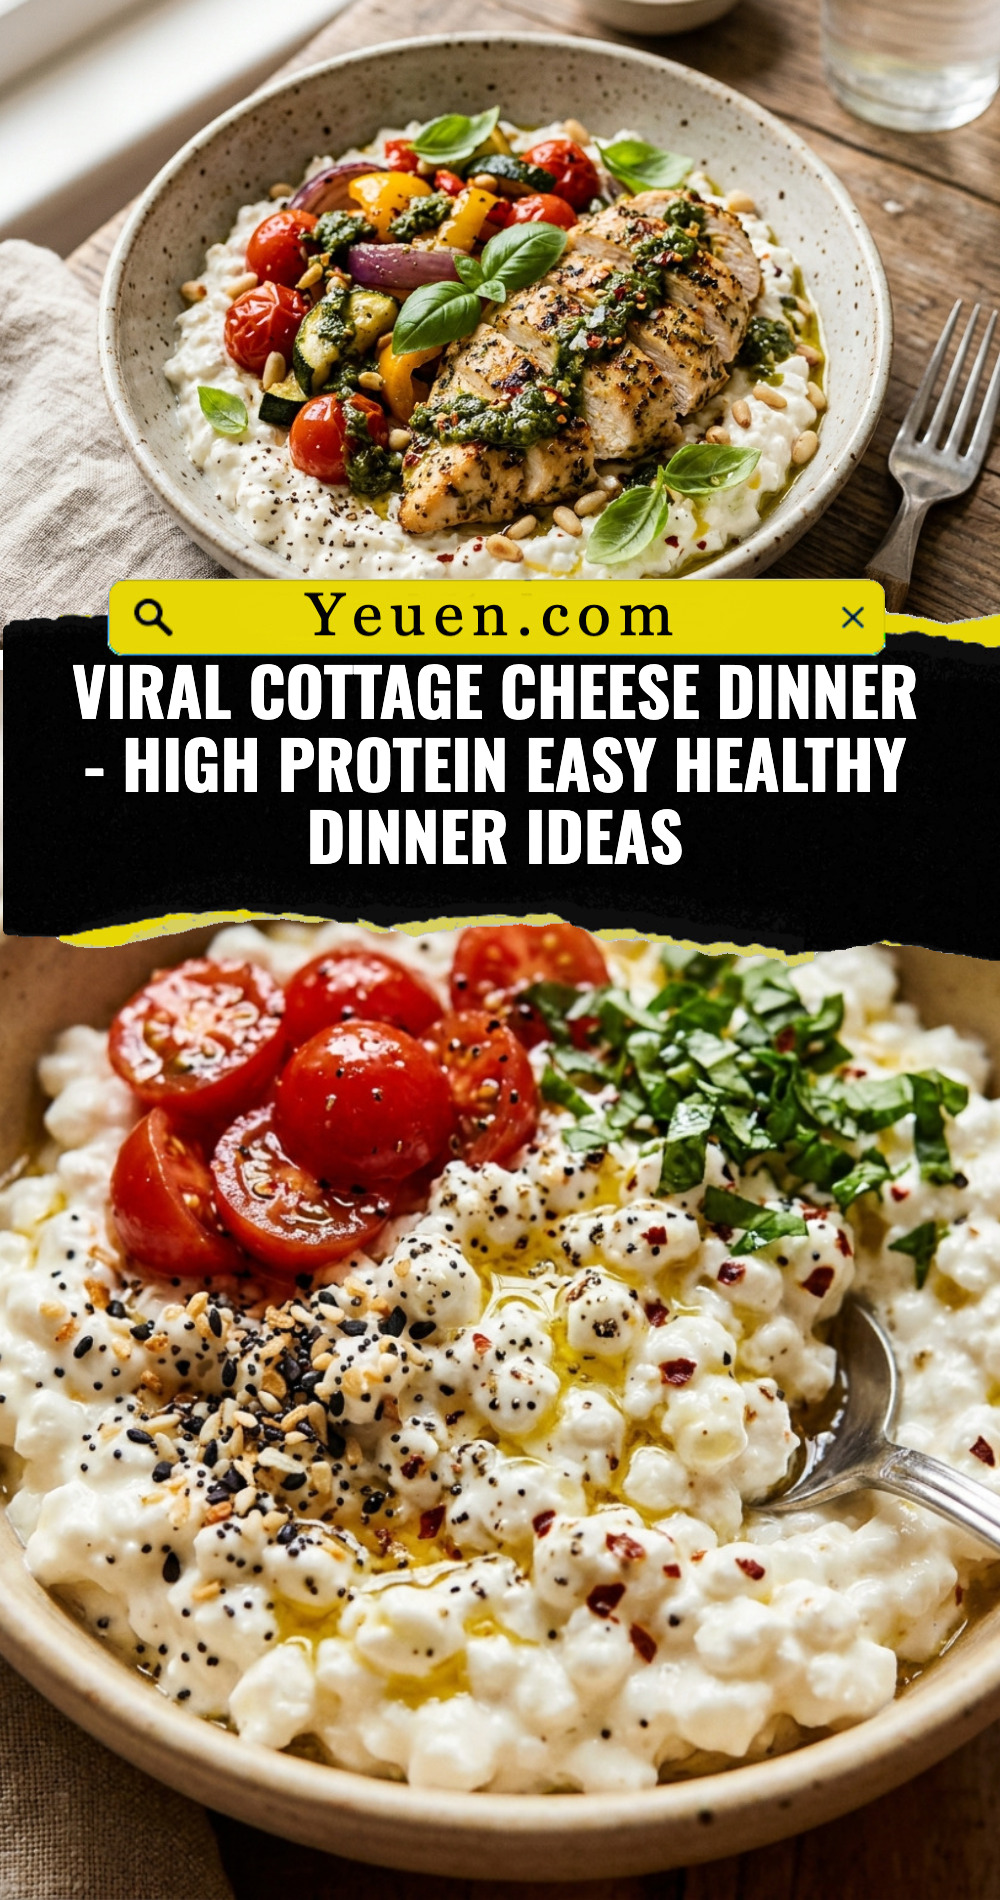 Yeuen.com
VIRAL COTTAGE CHEESE DINNER
- HIGH PROTEIN EASY HEALTHY
DINNER IDEAS